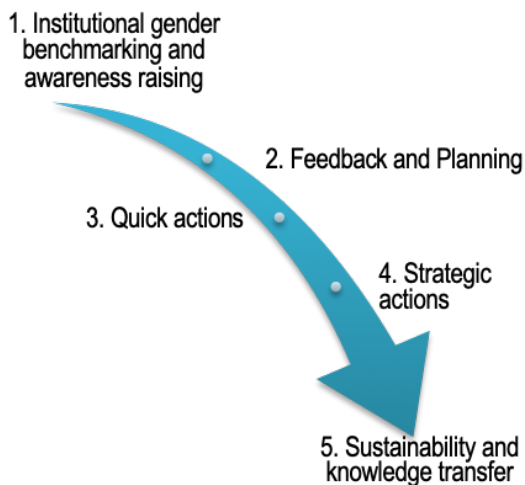 1. Institutional gender
benchmarking and
awareness raising
2. Feedback and Planning
3. Quick actions
4. Strategic
actions
5. Sustainability and
knowledge transfer